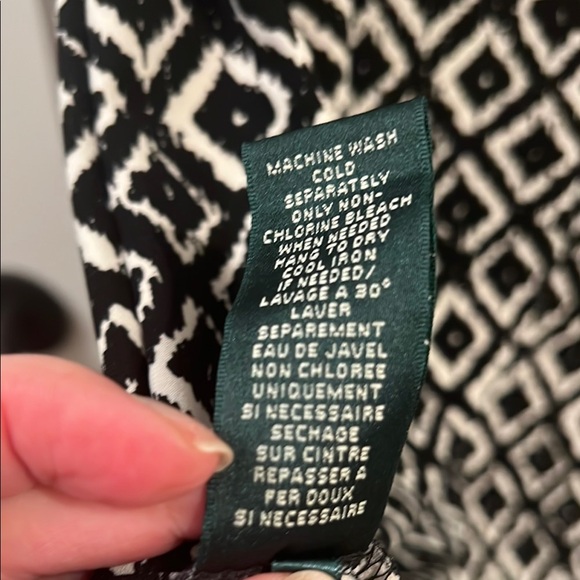 MACHINE WASH
COLD
SEPARATELY
ONLY NON-
CHLORINE BLEACH
WHEN NEEDED
HANG TO DRY
COOL IRON
IF NEEDED/
LAVAGE A 30°
LAVER
SEPAREMENT
EAU DE JAVEL
NON CHLOREE
UNIQUEMENT
SI NECESSAIRE
SECHAGE
SUR CINTRE
REPASSER A
FER DOUX
SI NECESSAIRE